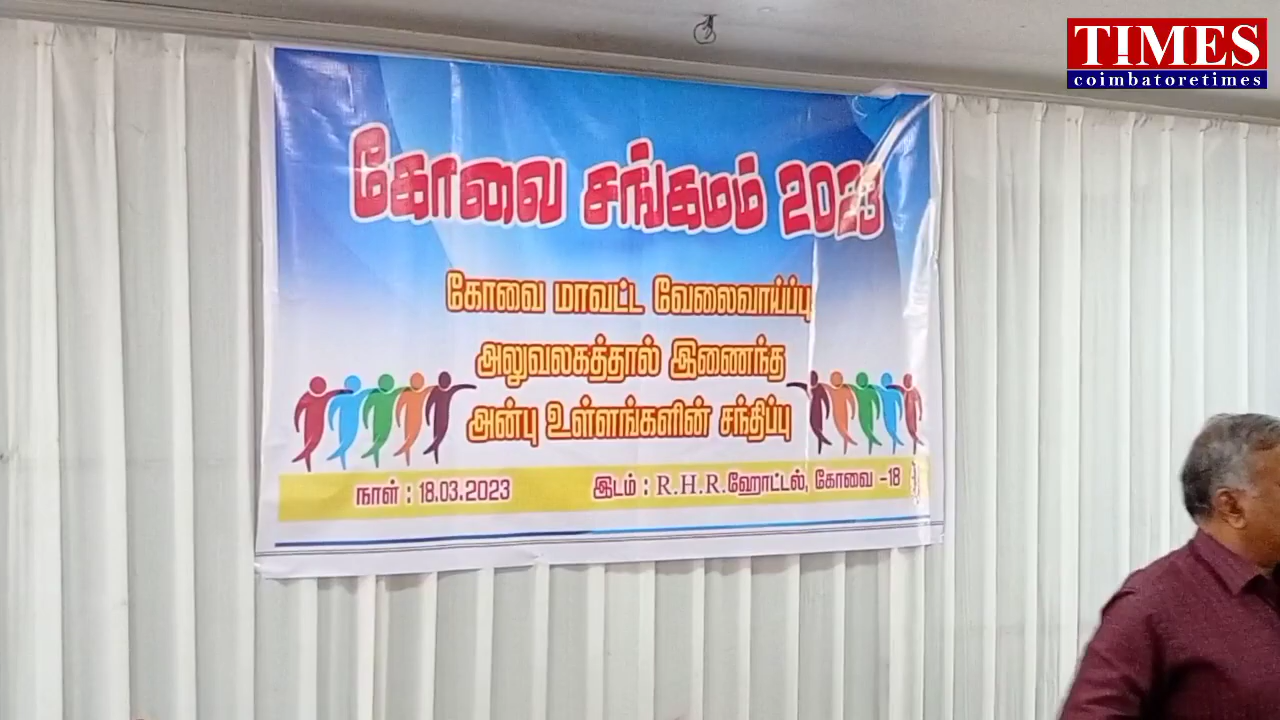 TIMES
coimbatoretimes
கோவை சங்கமம் 2023
கோவை மாவட்ட வேலைவாய்ப்பு
அலுவலகத்தால் இணைந்த
அன்பு உள்ளங்களின் சந்திப்பு
நாள் : 18.03.2023 இடம் : R.H.R.ஹோட்டல், கோவை -18